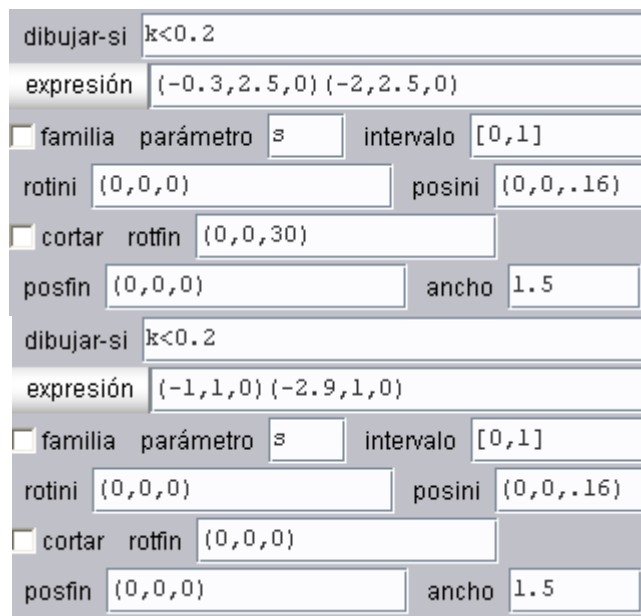 dibujar-si k<0.2
expresión (-0.3,2.5,0)(-2,2.5,0)
familia parámetro s intervalo [0,1]
rotini (0,0,0) posini (0,0,.16)
cortar rotfin (0,0,30)
posfin (0,0,0) ancho 1.5
dibujar-si k<0.2
expresión (-1,1,0)(-2.9,1,0)
familia parámetro s intervalo [0,1]
rotini (0,0,0) posini (0,0,.16)
cortar rotfin (0,0,0)
posfin (0,0,0) ancho 1.5